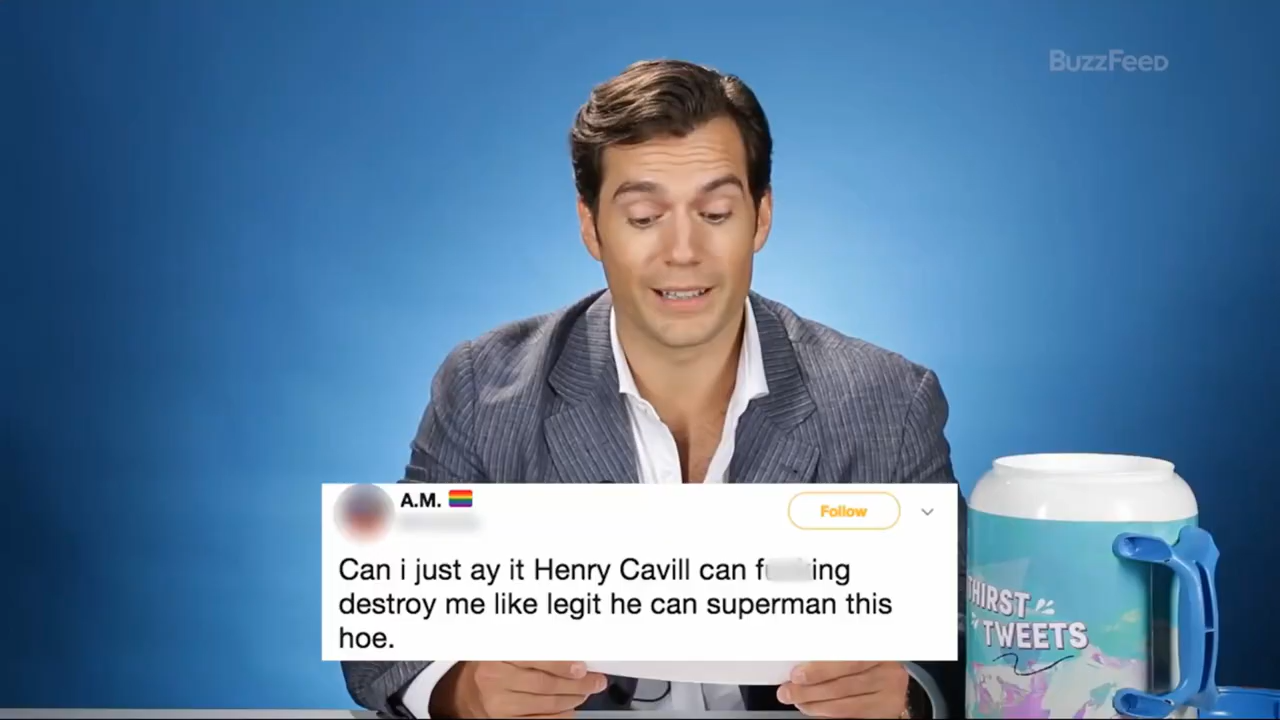 BuzzFeed
A.M.
Follow
Can i just ay it Henry Cavill can f ing
destroy me like legit he can superman this
hoe.
THIRST
TWEETS